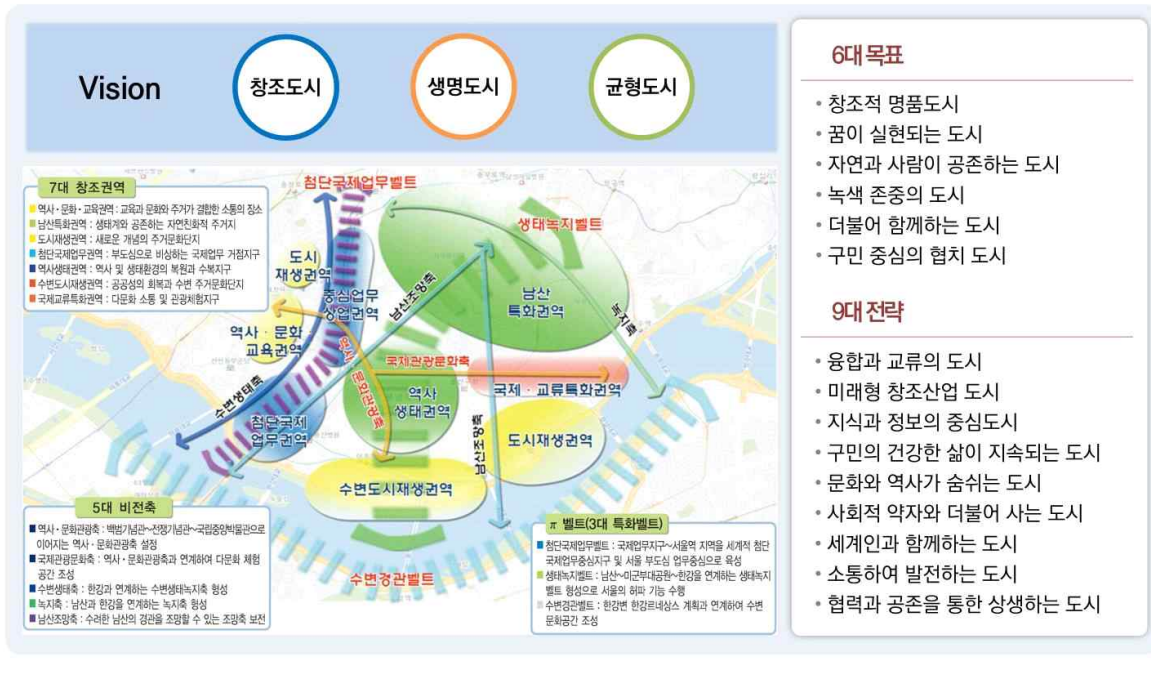 Vision
창조도시
생명도시
균형도시
7대 창조권역
역사·문화·교육권역 : 교육과 문화와 주거가 결합한 소통의 장소
남산특화권역 : 생태계와 공존하는 자연친화적 주거지
도시재생권역 : 새로운 개념의 주거문화단지
첨단국제업무권역 : 부도심으로 비상하는 국제업무 거점지구
역사생태권역 : 역사 및 생태환경의 복원과 수복지구
수변도시재생권역 : 공공성의 회복과 수변 주거문화단지
국제교류특화권역 : 다문화 소통 및 관광체험지구
첨단국제업무벨트
생태녹지벨트
도시
재생권역
중심업무
상업권역
남산조망축
남산
특화권역
녹지축
역사·문화
교육권역
역사
문화관광축
국제관광문화축
국제·교류특화권역
역사
생태권역
수변생태축
첨단국제
업무권역
남산조망축
도시재생권역
수변도시재생권역
수변경관벨트
5대 비전축
역사·문화관광축 : 백범기념관~전쟁기념관~국립중앙박물관으로
이어지는 역사·문화관광축 설정
국제관광문화축 : 역사·문화관광축과 연계하여 다문화 체험
공간 조성
수변생태축 : 한강과 연계하는 수변생태녹지축 형성
녹지축 : 남산과 한강을 연계하는 녹지축 형성
남산조망축 : 수려한 남산의 경관을 조망할 수 있는 조망축 보전
π 벨트(3대 특화벨트)
첨단국제업무벨트 : 국제업무지구~서울역 지역을 세계적 첨단
국제업무중심지구 및 서울 부도심 업무중심으로 육성
생태녹지벨트 : 남산~미군부대공원~한강을 연계하는 생태녹지
벨트 형성으로 서울의 허파 기능 수행
수변경관벨트 : 한강변 한강르네상스 계획과 연계하여 수변
문화공간 조성
6대 목표
• 창조적 명품도시
• 꿈이 실현되는 도시
• 자연과 사람이 공존하는 도시
• 녹색 존중의 도시
• 더불어 함께하는 도시
• 구민 중심의 협치 도시
9대 전략
• 융합과 교류의 도시
• 미래형 창조산업 도시
• 지식과 정보의 중심도시
• 구민의 건강한 삶이 지속되는 도시
• 문화와 역사가 숨쉬는 도시
• 사회적 약자와 더불어 사는 도시
• 세계인과 함께하는 도시
• 소통하여 발전하는 도시
• 협력과 공존을 통한 상생하는 도시